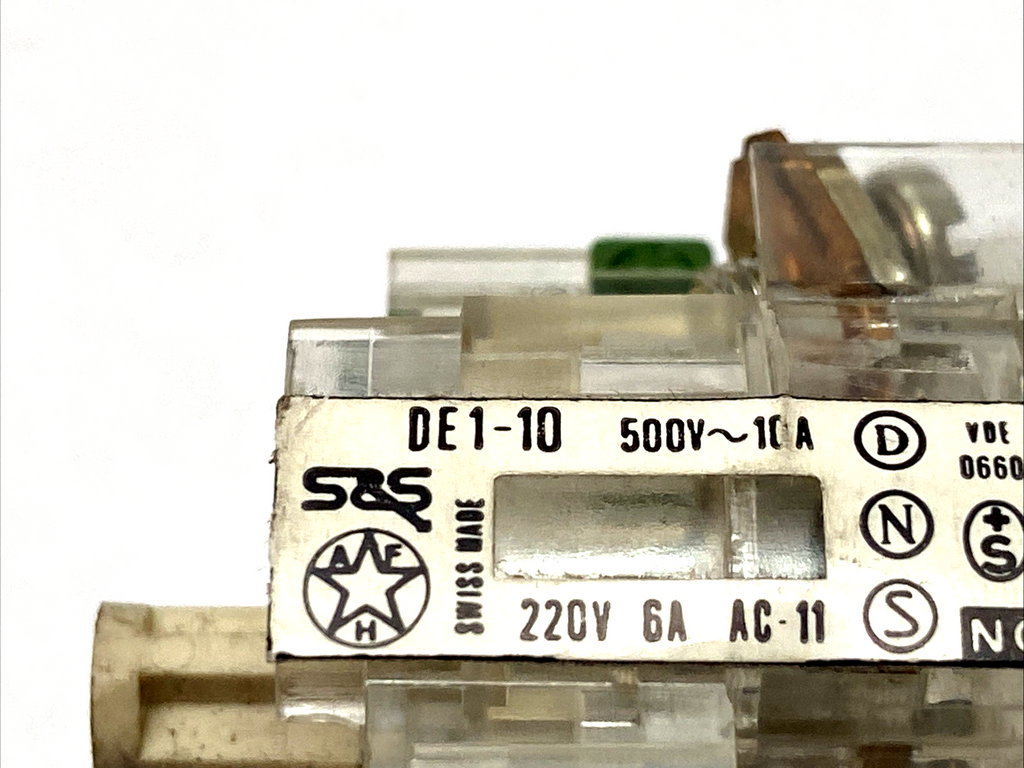 DE1-10 500V~10A D VDE
0660
S&S
SWISS MADE
A F
H
N
+S
220V 6A AC-11 S